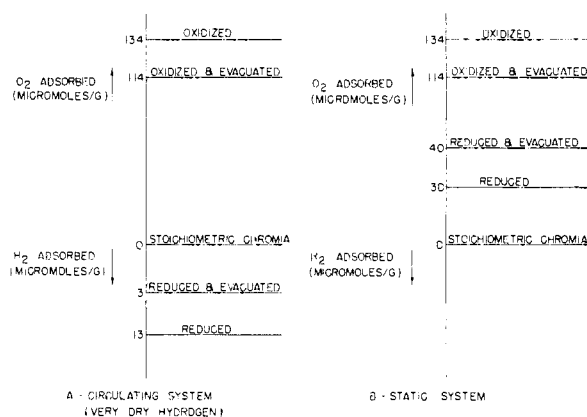 134 OXIDIZED
O2 ADSORBED
(MICROMOLES/G)
114 OXIDIZED & EVACUATED
0 STOICHIOMETRIC CHROMIA
H2 ADSORBED
(MICROMOLES/G)
3 REDUCED & EVACUATED
13 REDUCED
A - CIRCULATING SYSTEM
(VERY DRY HYDROGEN)
134 OXIDIZED
O2 ADSORBED
(MICROMOLES/G)
114 OXIDIZED & EVACUATED
40 REDUCED & EVACUATED
30 REDUCED
0 STOICHIOMETRIC CHROMIA
H2 ADSORBED
(MICROMOLES/G)
B - STATIC SYSTEM